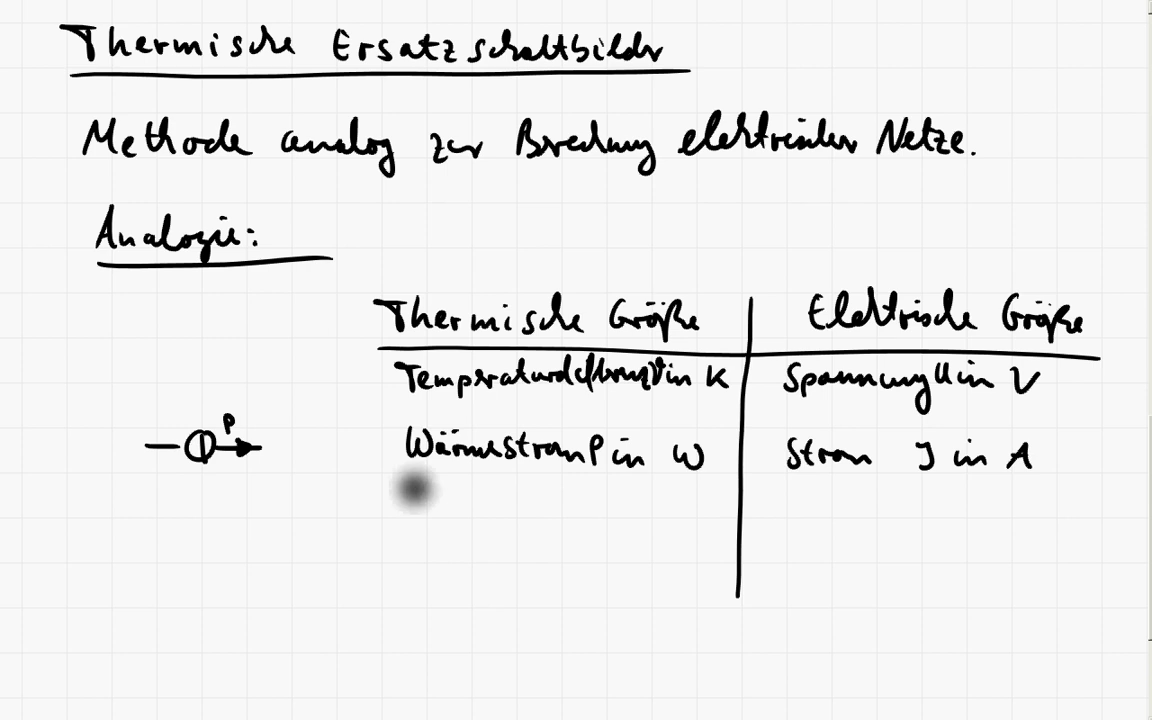 Thermische Ersatzschaltbilder
Methode analog zur Berechnung elektrischer Netze.
Analogie:
Thermische Größe Elektrische Größe
Temperaturdifferenz ϑ in K Spannung U in V
P Wärmestrom P in W Strom I in A